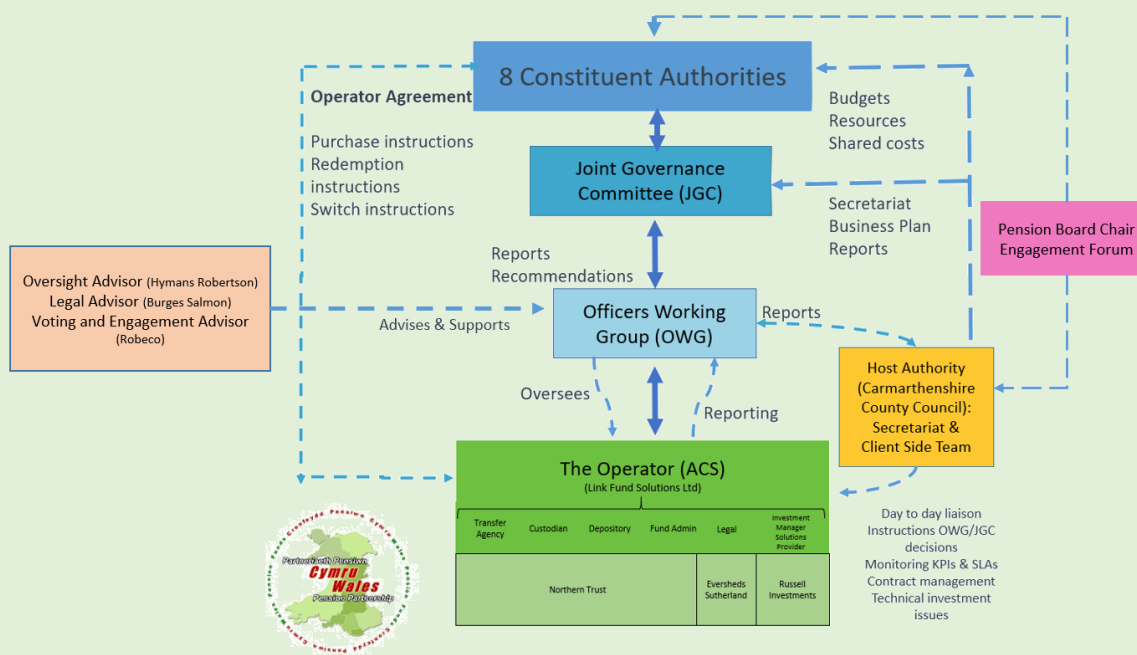 8 Constituent Authorities
Operator Agreement
Purchase instructions
Redemption
instructions
Switch instructions
Budgets
Resources
Shared costs
Joint Governance
Committee (JGC)
Secretariat
Business Plan
Reports
Pension Board Chair
Engagement Forum
Oversight Advisor (Hymans Robertson)
Legal Advisor (Burges Salmon)
Voting and Engagement Advisor
(Robeco)
Advises & Supports
Reports
Recommendations
Officers Working
Group (OWG)
Reports
Host Authority
(Carmarthenshire
County Council):
Secretariat &
Client Side Team
Oversees
Reporting
The Operator (ACS)
(Link Fund Solutions Ltd)
Transfer
Agency
Custodian
Depository
Fund Admin
Legal
Investment
Manager
Solutions
Provider
Northern Trust
Eversheds
Sutherland
Russell
Investments
Day to day liaison
Instructions OWG/JGC
decisions
Monitoring KPIs & SLAs
Contract management
Technical investment
issues
Partneriaeth Pensiwn
Cymru
Wales
Pension Partnership